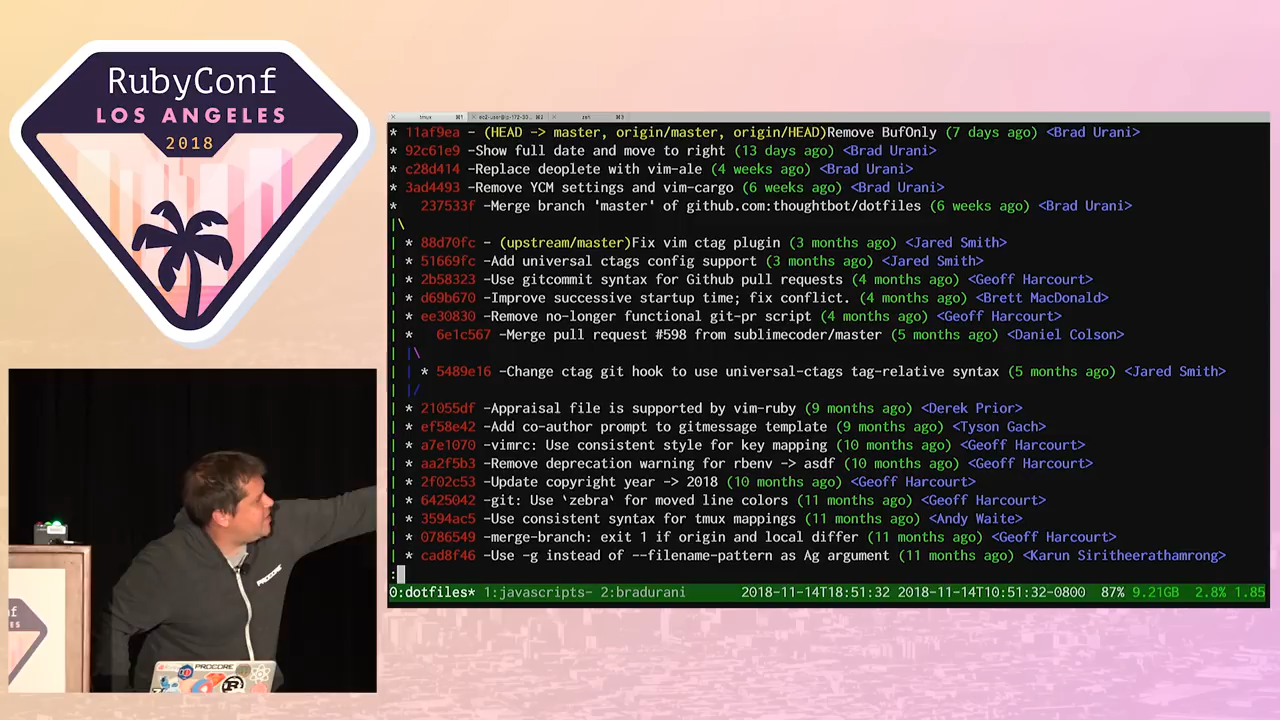 RubyConf
LOS ANGELES
2018
tmux ⌘1 ⌘2 zsh ⌘3
* 11af9ea - (HEAD -> master, origin/master, origin/HEAD)Remove BufOnly (7 days ago) <Brad Urani>
* 92c61e9 -Show full date and move to right (13 days ago) <Brad Urani>
* c28d414 -Replace deoplete with vim-ale (4 weeks ago) <Brad Urani>
* 3ad4493 -Remove YCM settings and vim-cargo (6 weeks ago) <Brad Urani>
*   237533f -Merge branch 'master' of github.com:thoughtbot/dotfiles (6 weeks ago) <Brad Urani>
|\
| * 88d70fc - (upstream/master)Fix vim ctag plugin (3 months ago) <Jared Smith>
| * 51669fc -Add universal ctags config support (3 months ago) <Jared Smith>
| * 2b58323 -Use gitcommit syntax for Github pull requests (4 months ago) <Geoff Harcourt>
| * d69b670 -Improve successive startup time; fix conflict. (4 months ago) <Brett MacDonald>
| * ee30830 -Remove no-longer functional git-pr script (4 months ago) <Geoff Harcourt>
| *   6e1c567 -Merge pull request #598 from sublimecoder/master (5 months ago) <Daniel Colson>
| |\
| | * 5489e16 -Change ctag git hook to use universal-ctags tag-relative syntax (5 months ago) <Jared Smith>
| |/
| * 21055df -Appraisal file is supported by vim-ruby (9 months ago) <Derek Prior>
| * ef58e42 -Add co-author prompt to gitmessage template (9 months ago) <Tyson Gach>
| * a7e1070 -vimrc: Use consistent style for key mapping (10 months ago) <Geoff Harcourt>
| * aa2f5b3 -Remove deprecation warning for rbenv -> asdf (10 months ago) <Geoff Harcourt>
| * 2f02c53 -Update copyright year -> 2018 (10 months ago) <Geoff Harcourt>
| * 6425042 -git: Use `zebra` for moved line colors (11 months ago) <Geoff Harcourt>
| * 3594ac5 -Use consistent syntax for tmux mappings (11 months ago) <Andy Waite>
| * 0786549 -merge-branch: exit 1 if origin and local differ (11 months ago) <Geoff Harcourt>
| * cad8f46 -Use -g instead of --filename-pattern as Ag argument (11 months ago) <Karun Siritheerathamrong>
:
0:dotfiles* 1:javascripts- 2:bradurani 2018-11-14T18:51:32 2018-11-14T10:51:32-0800 87% 9.21GB 2.8% 1.85
PROCORE
PROCORE